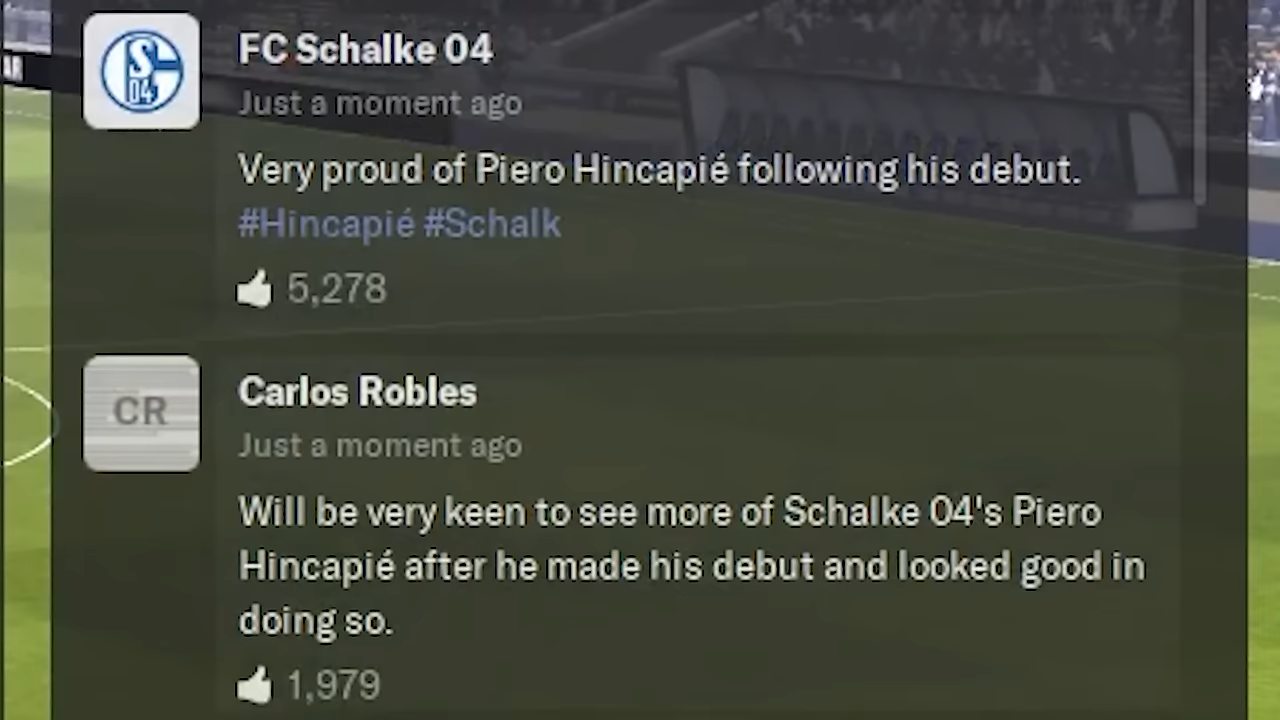 FC Schalke 04
Just a moment ago
Very proud of Piero Hincapié following his debut.
#Hincapié #Schalk
5,278
CR
Carlos Robles
Just a moment ago
Will be very keen to see more of Schalke 04's Piero
Hincapié after he made his debut and looked good in
doing so.
1,979